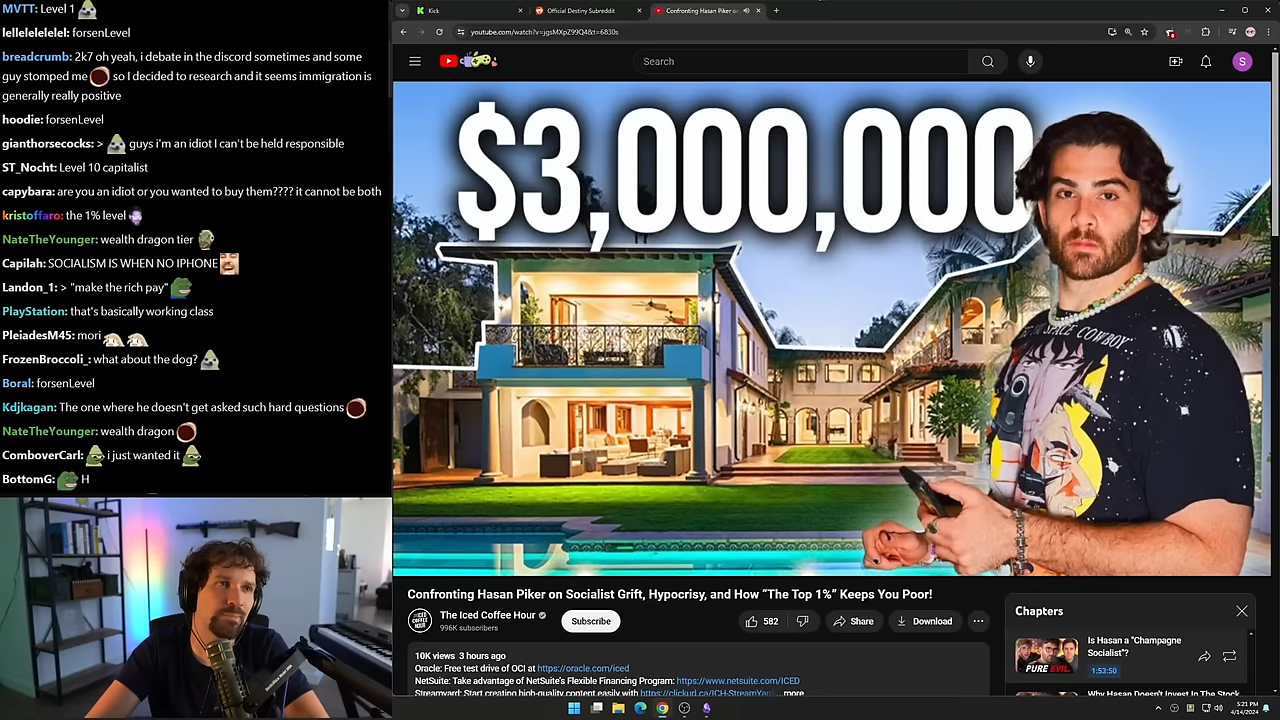 MVTT: Level 1
lellelelelelel: forsenLevel
breadcrumb: 2k7 oh yeah, i debate in the discord sometimes and some
guy stomped me so I decided to research and it seems immigration is
generally really positive
hoodie: forsenLevel
gianthorsecocks: > guys i'm an idiot I can't be held responsible
ST_Nocht: Level 10 capitalist
capybara: are you an idiot or you wanted to buy them???? it cannot be both
kristoffaro: the 1% level
NateTheYounger: wealth dragon tier
Capilah: SOCIALISM IS WHEN NO IPHONE
Landon_1: > "make the rich pay"
PlayStation: that's basically working class
PleiadesM45: mori
FrozenBroccoli_: what about the dog?
Boral: forsenLevel
Kdjkagan: The one where he doesn't get asked such hard questions
NateTheYounger: wealth dragon
ComboverCarl: i just wanted it
BottomG: H
Kick
Official Destiny Subreddit
Confronting Hasan Piker on
youtube.com/watch?v=jgsMXpZ99Q4&t=6830s
Search
S
$3,000,000
SPACE COWBOY
Confronting Hasan Piker on Socialist Grift, Hypocrisy, and How “The Top 1%” Keeps You Poor!
The Iced Coffee Hour
996K subscribers
Subscribe
582
Share
Download
10K views 3 hours ago
Oracle: Free test drive of OCI at https://oracle.com/iced
NetSuite: Take advantage of NetSuite's Flexible Financing Program: https://www.netsuite.com/ICED
Streamyard: Start creating high-quality content easily with https://clickurl.ca/ICH-StreamYard ...more
Chapters
Is Hasan a "Champagne
Socialist"?
1:53:50
PURE EVIL.
Why Hasan Doesn't Invest In The Stock
5:21 PM
4/14/2024